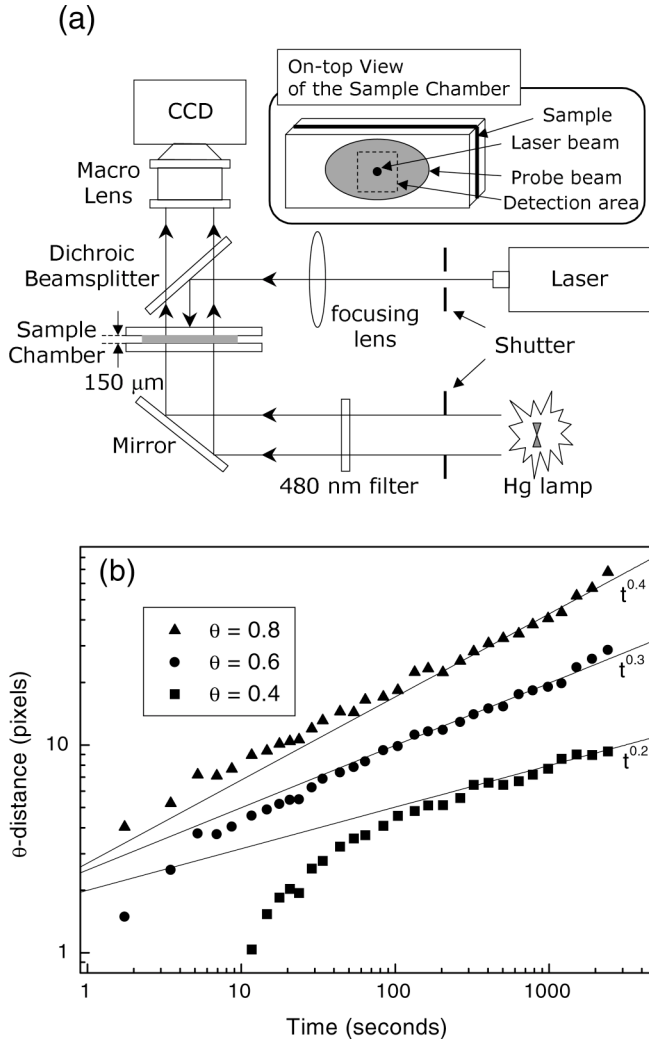 (a)
On-top View
of the Sample Chamber
Sample
Laser beam
Probe beam
Detection area
CCD
Macro
Lens
Dichroic
Beamsplitter
focusing
lens
Laser
Sample
Chamber
150 μm
Shutter
Mirror
480 nm filter
Hg lamp
(b)
θ = 0.8
θ = 0.6
θ = 0.4
t^0.4
t^0.3
t^0.2
θ-distance (pixels)
10
1
1 10 100 1000
Time (seconds)